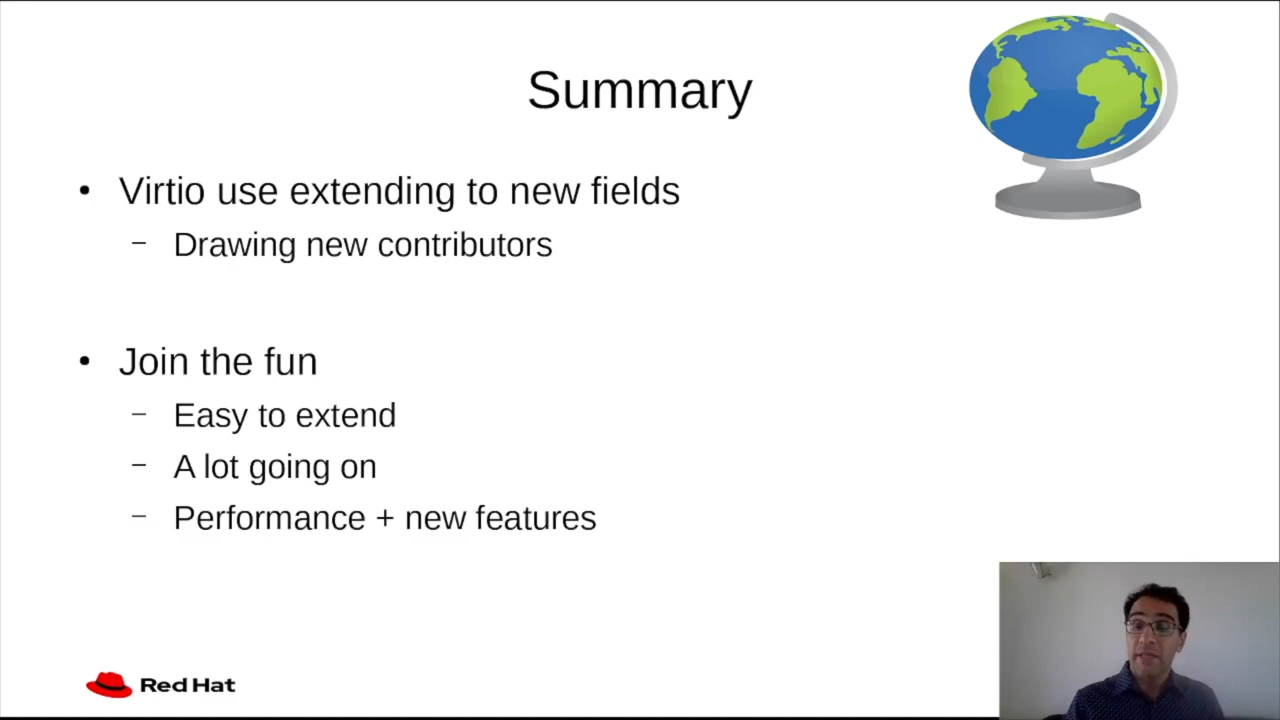 Summary
• Virtio use extending to new fields
– Drawing new contributors
• Join the fun
– Easy to extend
– A lot going on
– Performance + new features
Red Hat